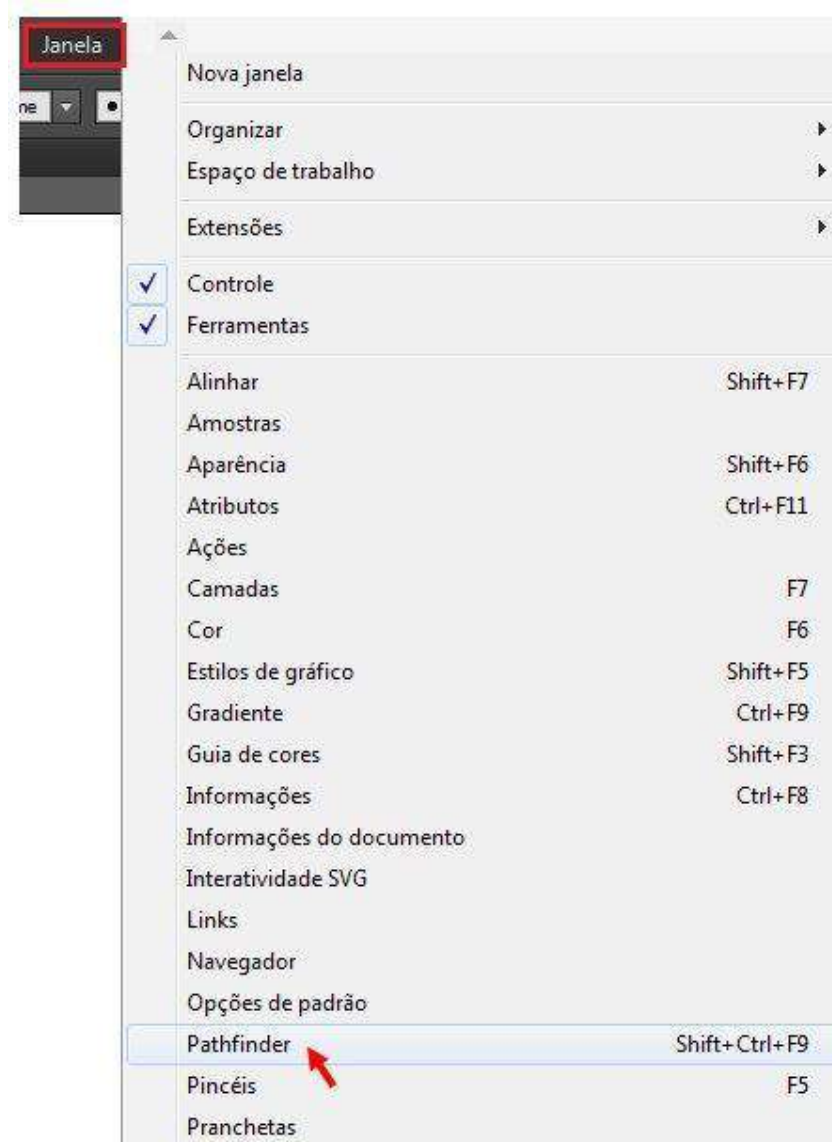 Janela
Nova janela
ne
Organizar
Espaço de trabalho
Extensões
Controle
Ferramentas
Alinhar Shift+F7
Amostras
Aparência Shift+F6
Atributos Ctrl+F11
Ações
Camadas F7
Cor F6
Estilos de gráfico Shift+F5
Gradiente Ctrl+F9
Guia de cores Shift+F3
Informações Ctrl+F8
Informações do documento
Interatividade SVG
Links
Navegador
Opções de padrão
Pathfinder Shift+Ctrl+F9
Pincéis F5
Pranchetas